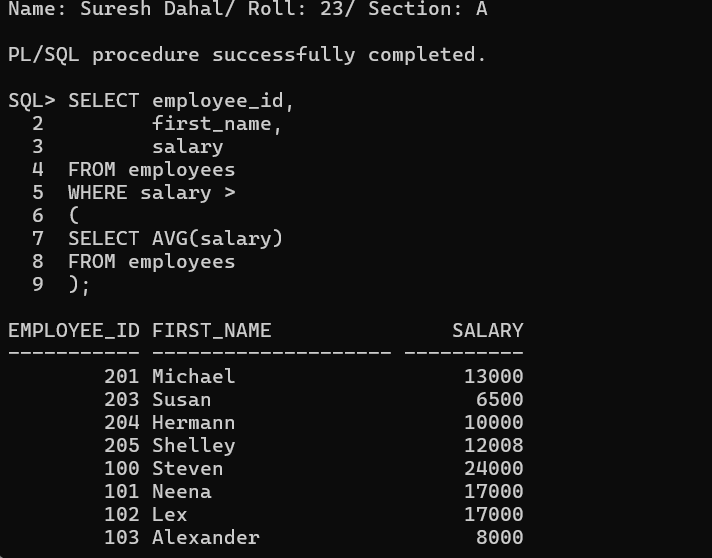 Name: Suresh Dahal/ Roll: 23/ Section: A
PL/SQL procedure successfully completed.
SQL> SELECT employee_id,
  2         first_name,
  3         salary
  4  FROM employees
  5  WHERE salary >
  6  (
  7  SELECT AVG(salary)
  8  FROM employees
  9  );
EMPLOYEE_ID FIRST_NAME               SALARY
----------- -------------------- ----------
        201 Michael                   13000
        203 Susan                      6500
        204 Hermann                   10000
        205 Shelley                   12008
        100 Steven                    24000
        101 Neena                     17000
        102 Lex                       17000
        103 Alexander                  8000